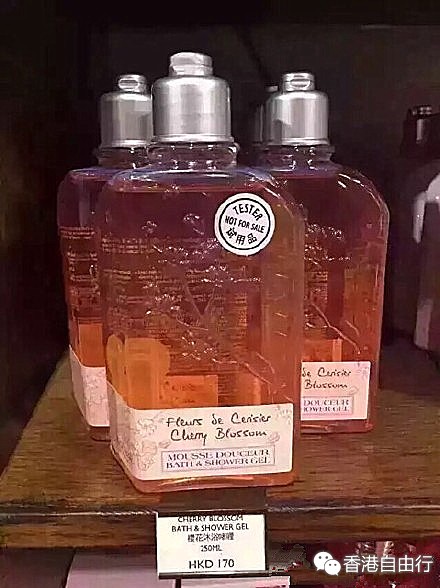 TESTER
NOT FOR SALE
試用品
Fleurs de Cerisier
Cherry Blossom
MOUSSE DOUCEUR
BATH & SHOWER GEL
de Cerisier
Blossom
DOUCEUR
SHOWER GEL
CHERRY BLOSSOM
BATH & SHOWER GEL
櫻花沐浴啫喱
250ML
HKD 170
香港自由行